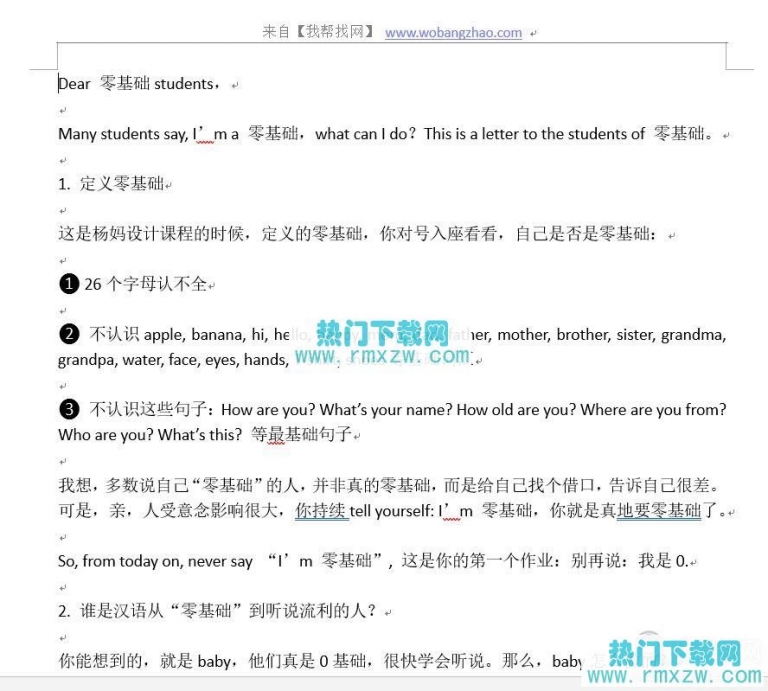 来自【我帮找网】 www.wobangzhao.com
Dear 零基础 students，
Many students say, I’m a 零基础，what can I do？This is a letter to the students of 零基础。
1. 定义零基础
这是杨妈设计课程的时候，定义的零基础，你对号入座看看，自己是否是零基础：
❶ 26 个字母认不全
❷ 不认识 apple, banana, hi, hello, father, mother, brother, sister, grandma,
热门下载网
grandpa, water, face, eyes, hands,
www.rmxzw.com
❸ 不认识这些句子：How are you? What’s your name? How old are you? Where are you from?
Who are you? What’s this? 等最基础句子
我想，多数说自己“零基础”的人，并非真的零基础，而是给自己找个借口，告诉自己很差。
可是，亲，人受意念影响很大，你持续 tell yourself: I’m 零基础，你就是真地要零基础了。
So, from today on, never say “I’m 零基础”，这是你的第一个作业：别再说：我是 0.
2. 谁是汉语从“零基础”到听说流利的人？
你能想到的，就是 baby，他们真是 0 基础，很快学会听说。那么，baby
热门下载网
www.rmxzw.com